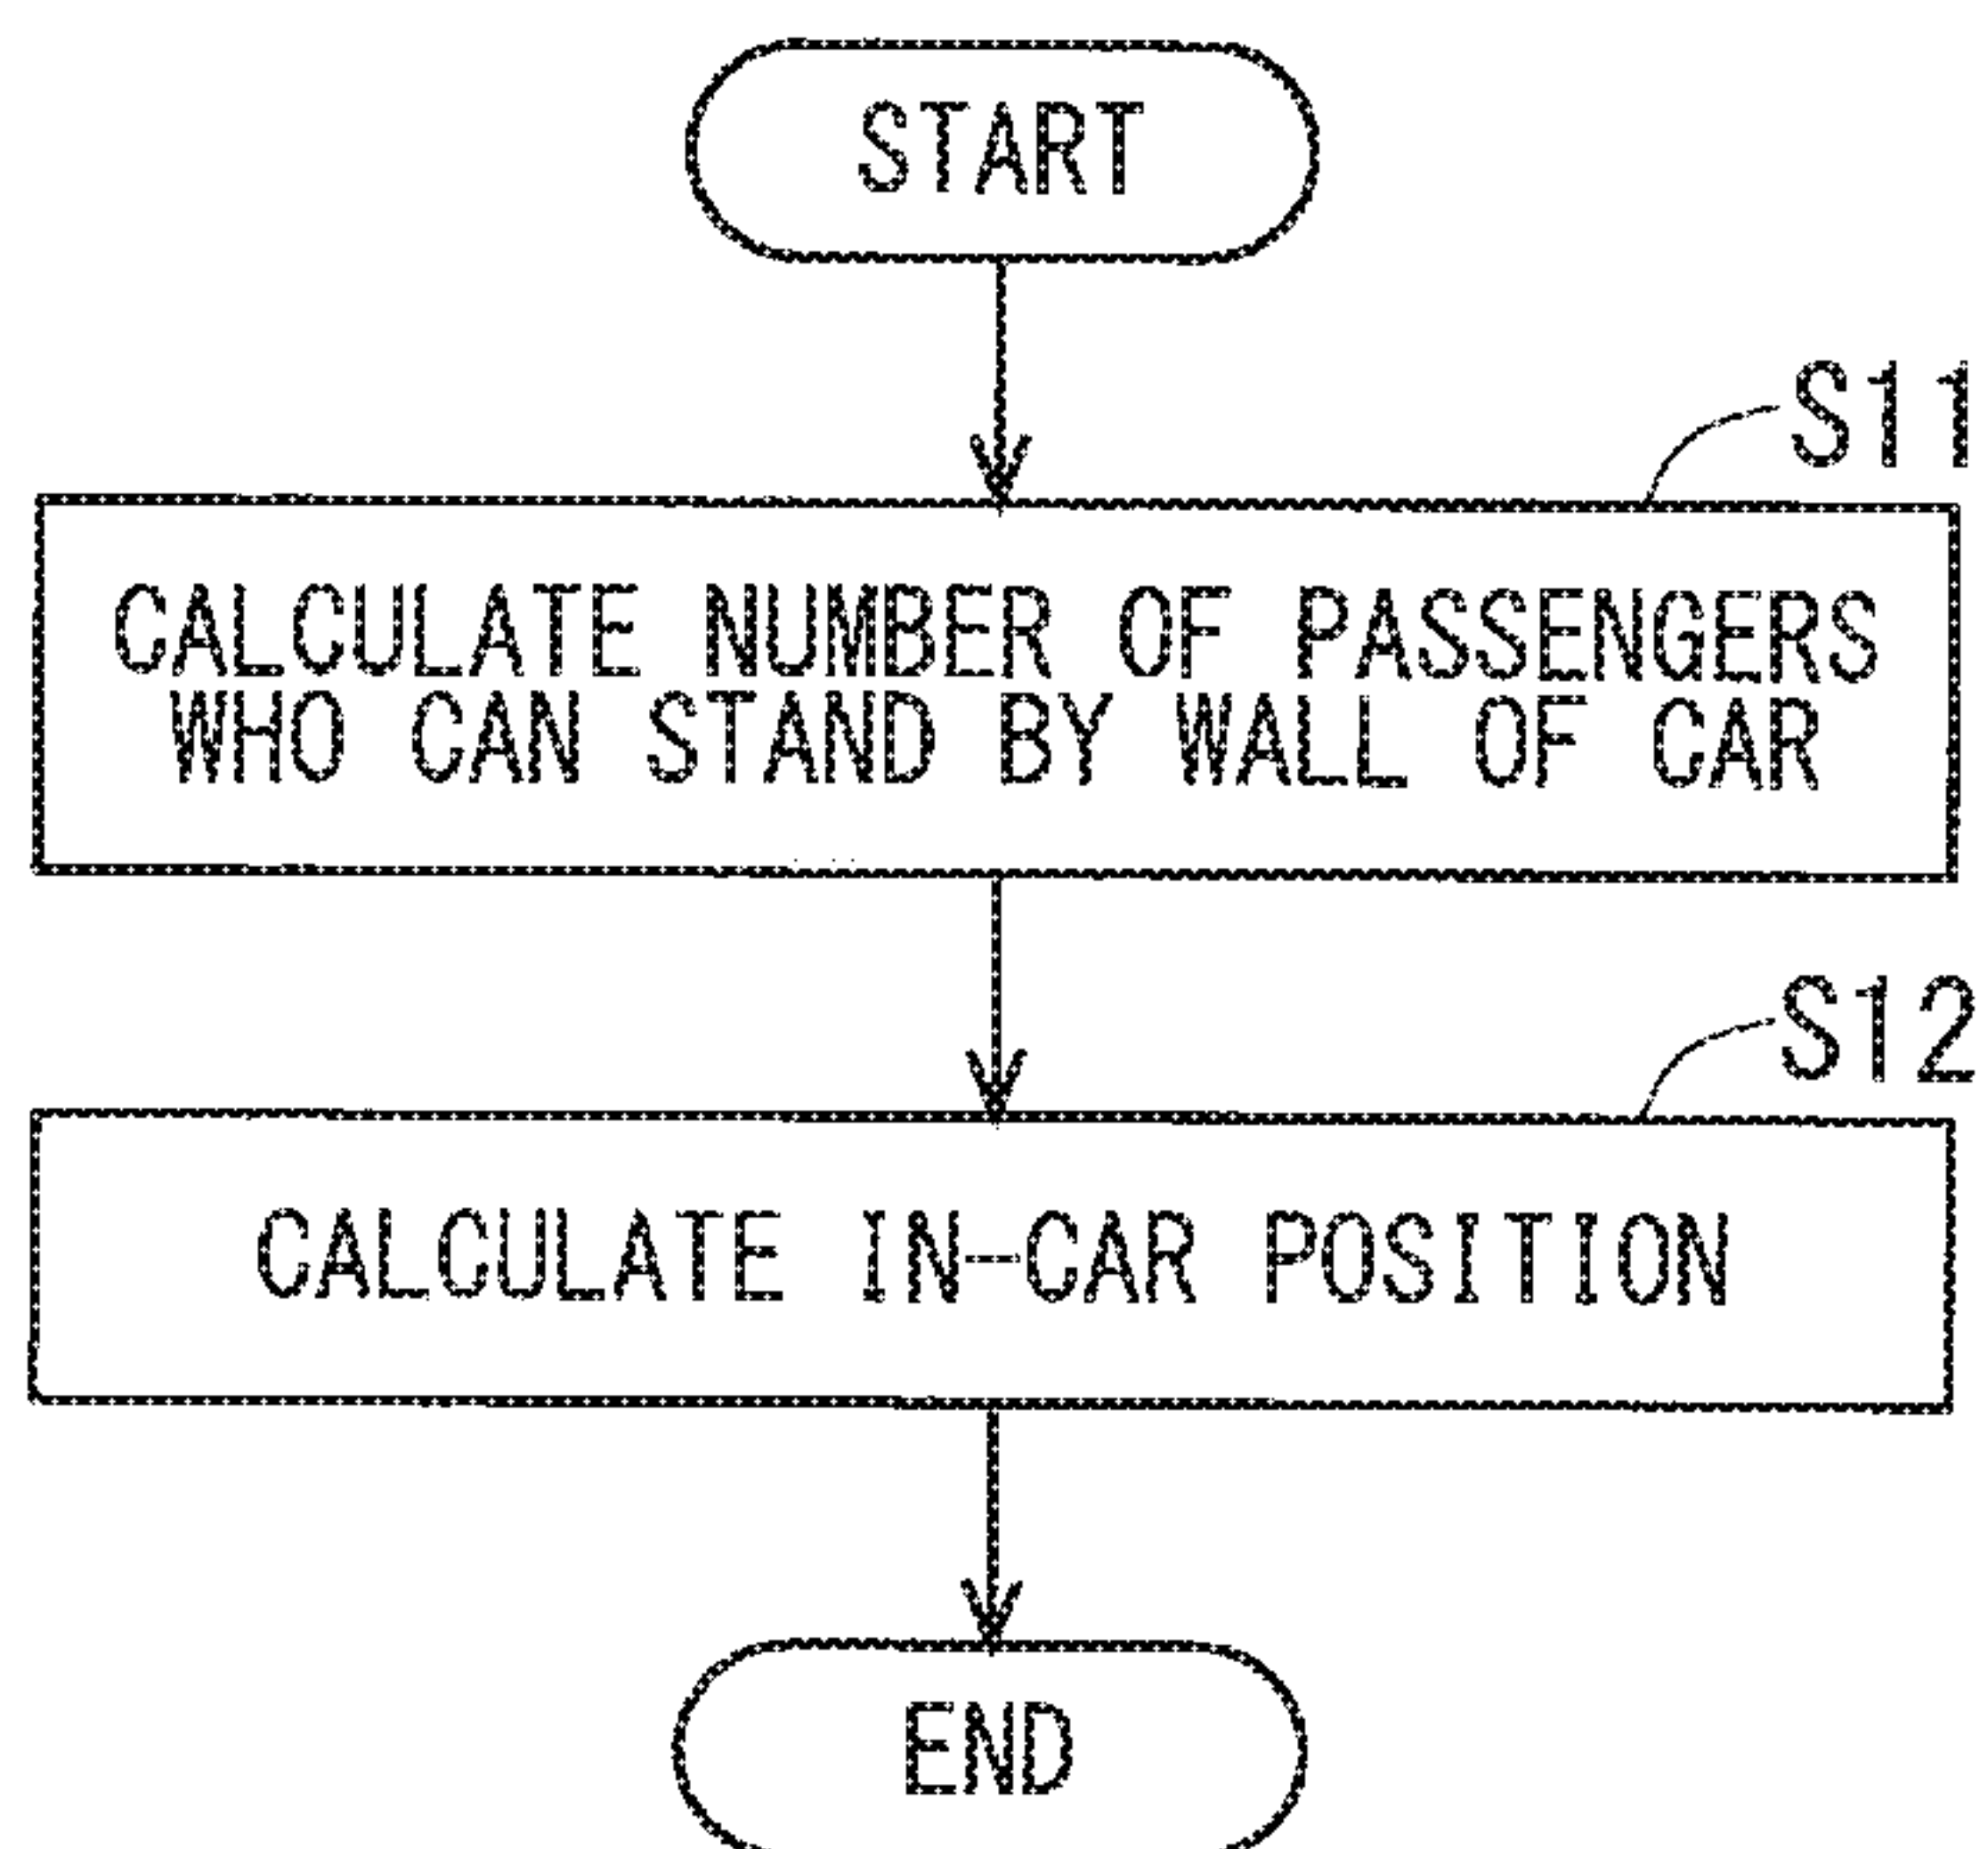 START
S11
CALCULATE NUMBER OF PASSENGERS
WHO CAN STAND BY WALL OF CAR
S12
CALCULATE IN-CAR POSITION
END